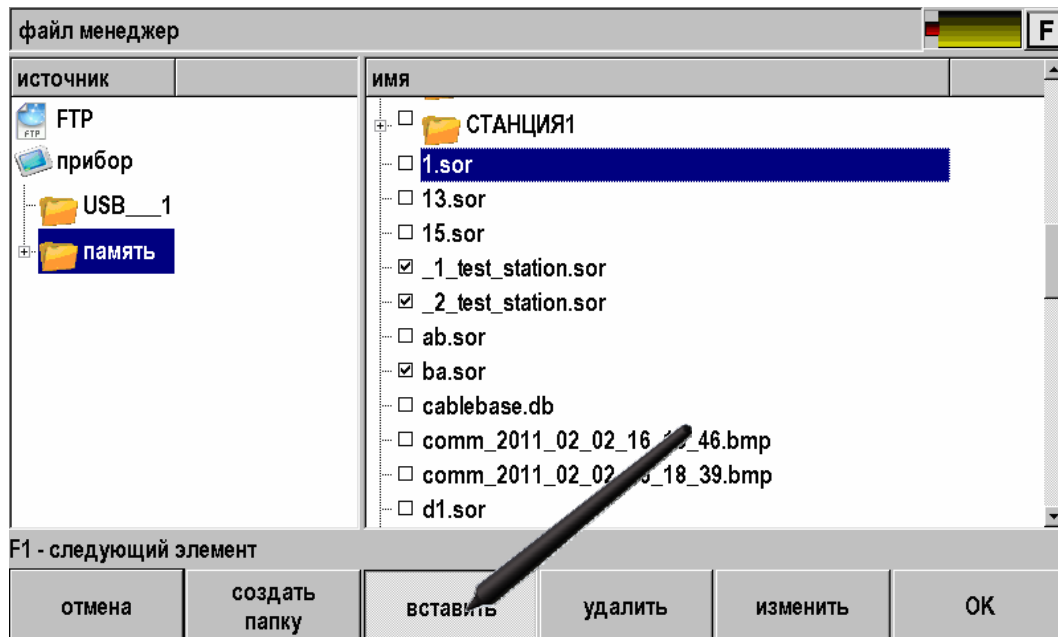 файл менеджер
F
источник
имя
FTP
FTP
прибор
USB___1
память
СТАНЦИЯ1
1.sor
13.sor
15.sor
_1_test_station.sor
_2_test_station.sor
ab.sor
ba.sor
cablebase.db
comm_2011_02_02_16 46.bmp
comm_2011_02_02 _18_39.bmp
d1.sor
F1 - следующий элемент
отмена
создать
папку
вставить
удалить
изменить
OK